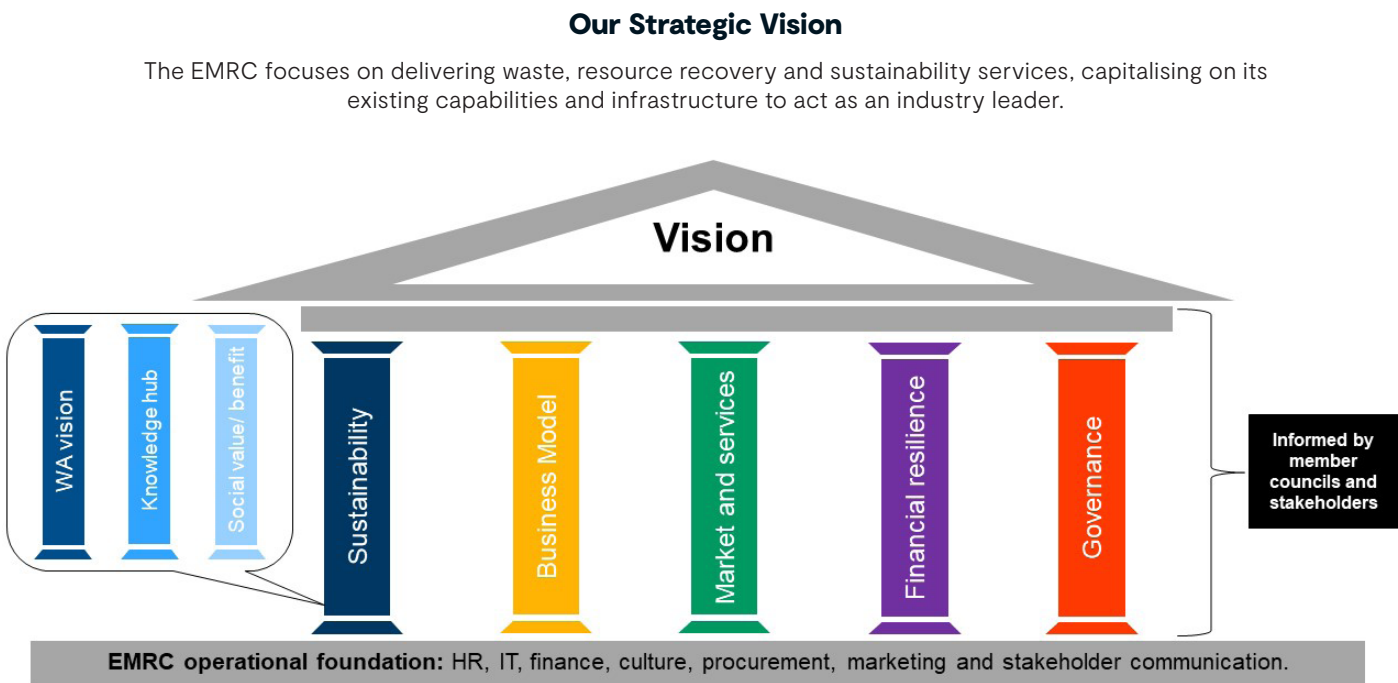 Our Strategic Vision
The EMRC focuses on delivering waste, resource recovery and sustainability services, capitalising on its
existing capabilities and infrastructure to act as an industry leader.
Vision
WA vision
Knowledge hub
Social value/ benefit
Sustainability
Business Model
Market and services
Financial resilience
Governance
Informed by
member
councils and
stakeholders
EMRC operational foundation: HR, IT, finance, culture, procurement, marketing and stakeholder communication.